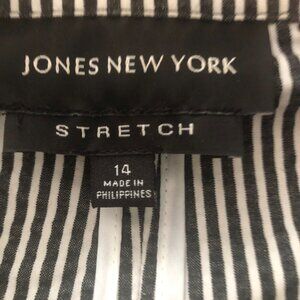 JONES NEW YORK
STRETCH
14
MADE IN
PHILIPPINES